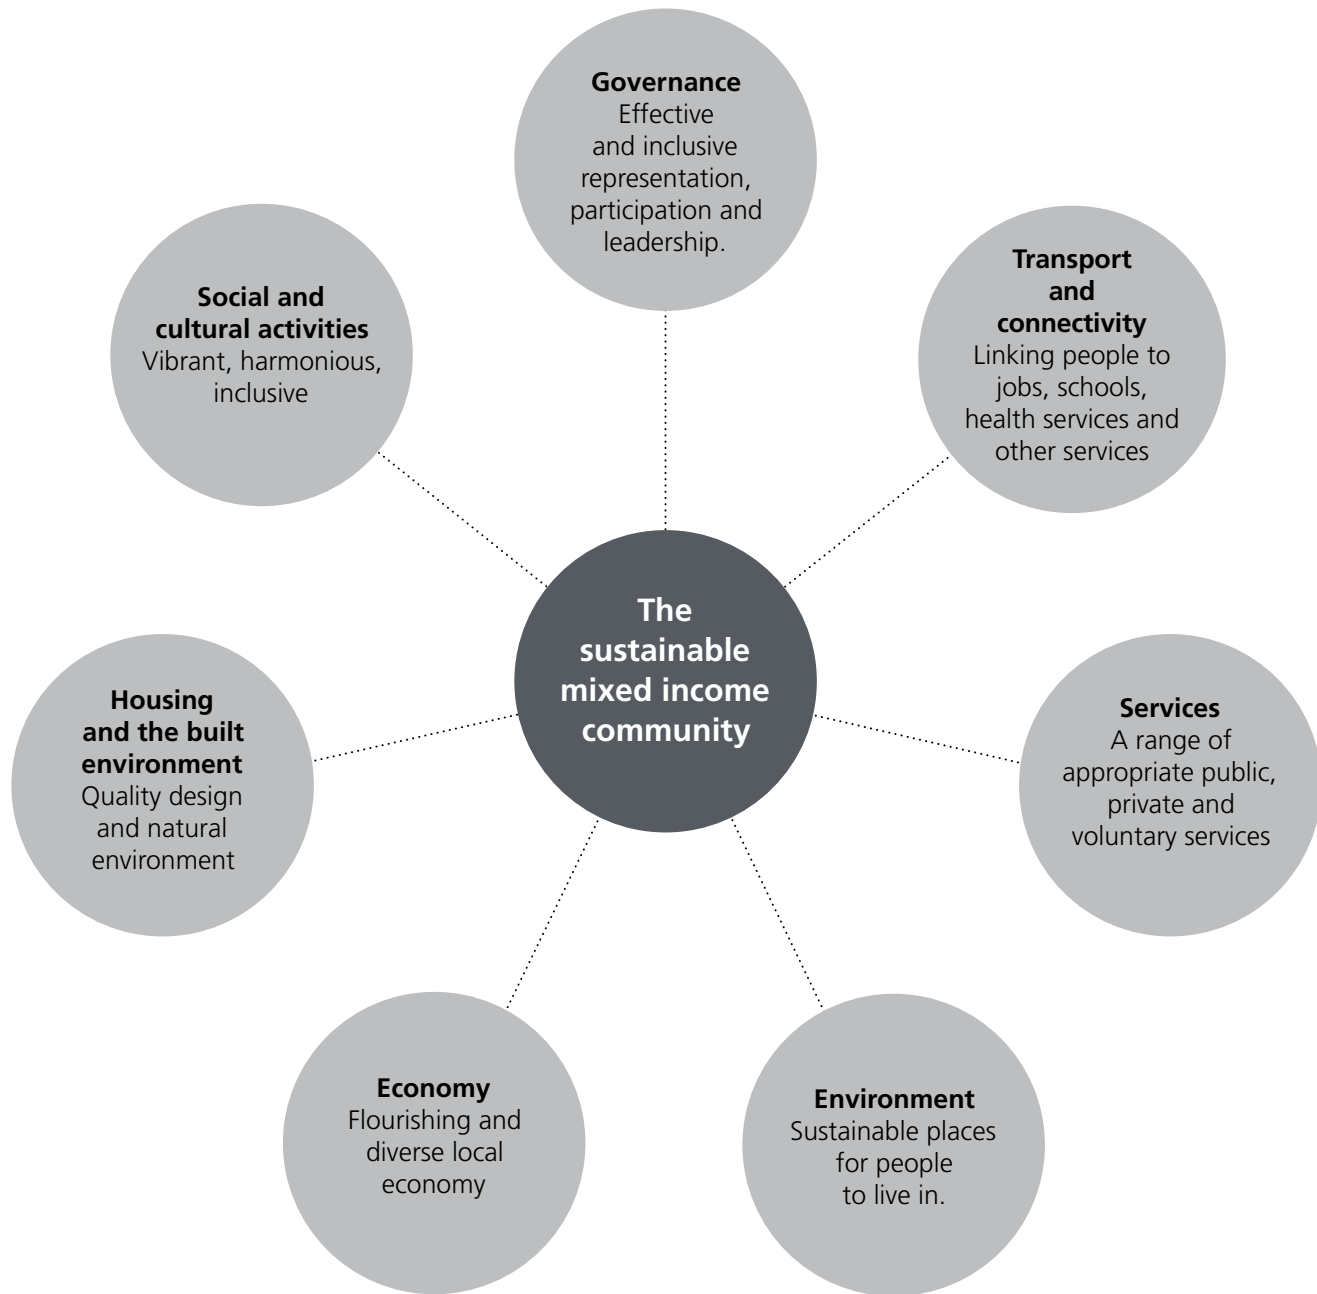 Governance
Effective
and inclusive
representation,
participation and
leadership.
Transport
and
connectivity
Linking people to
jobs, schools,
health services and
other services
Services
A range of
appropriate public,
private and
voluntary services
Environment
Sustainable places
for people
to live in.
Economy
Flourishing and
diverse local
economy
Housing
and the built
environment
Quality design
and natural
environment
Social and
cultural activities
Vibrant, harmonious,
inclusive
The
sustainable
mixed income
community